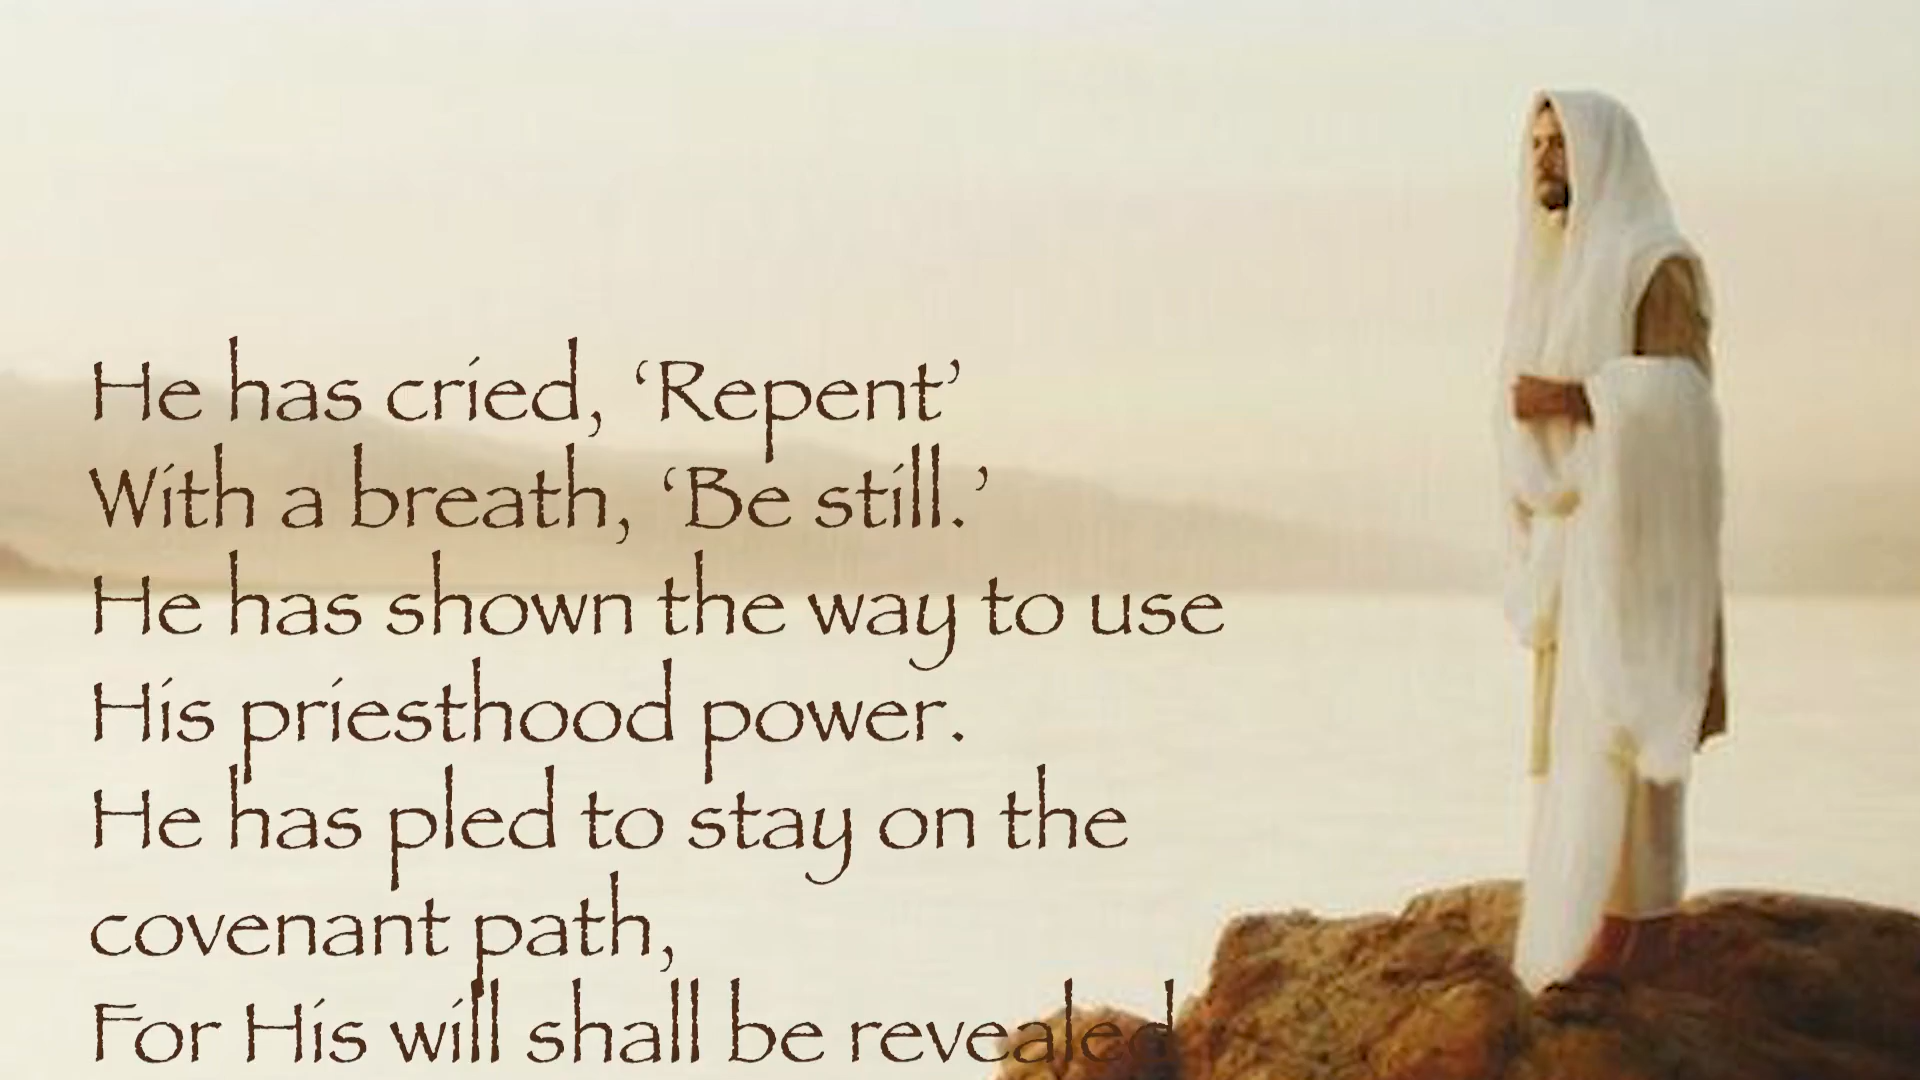 He has cried, ‘Repent’
With a breath, ‘Be still.’
He has shown the way to use
His priesthood power.
He has pled to stay on the
covenant path,
For His will shall be revealed